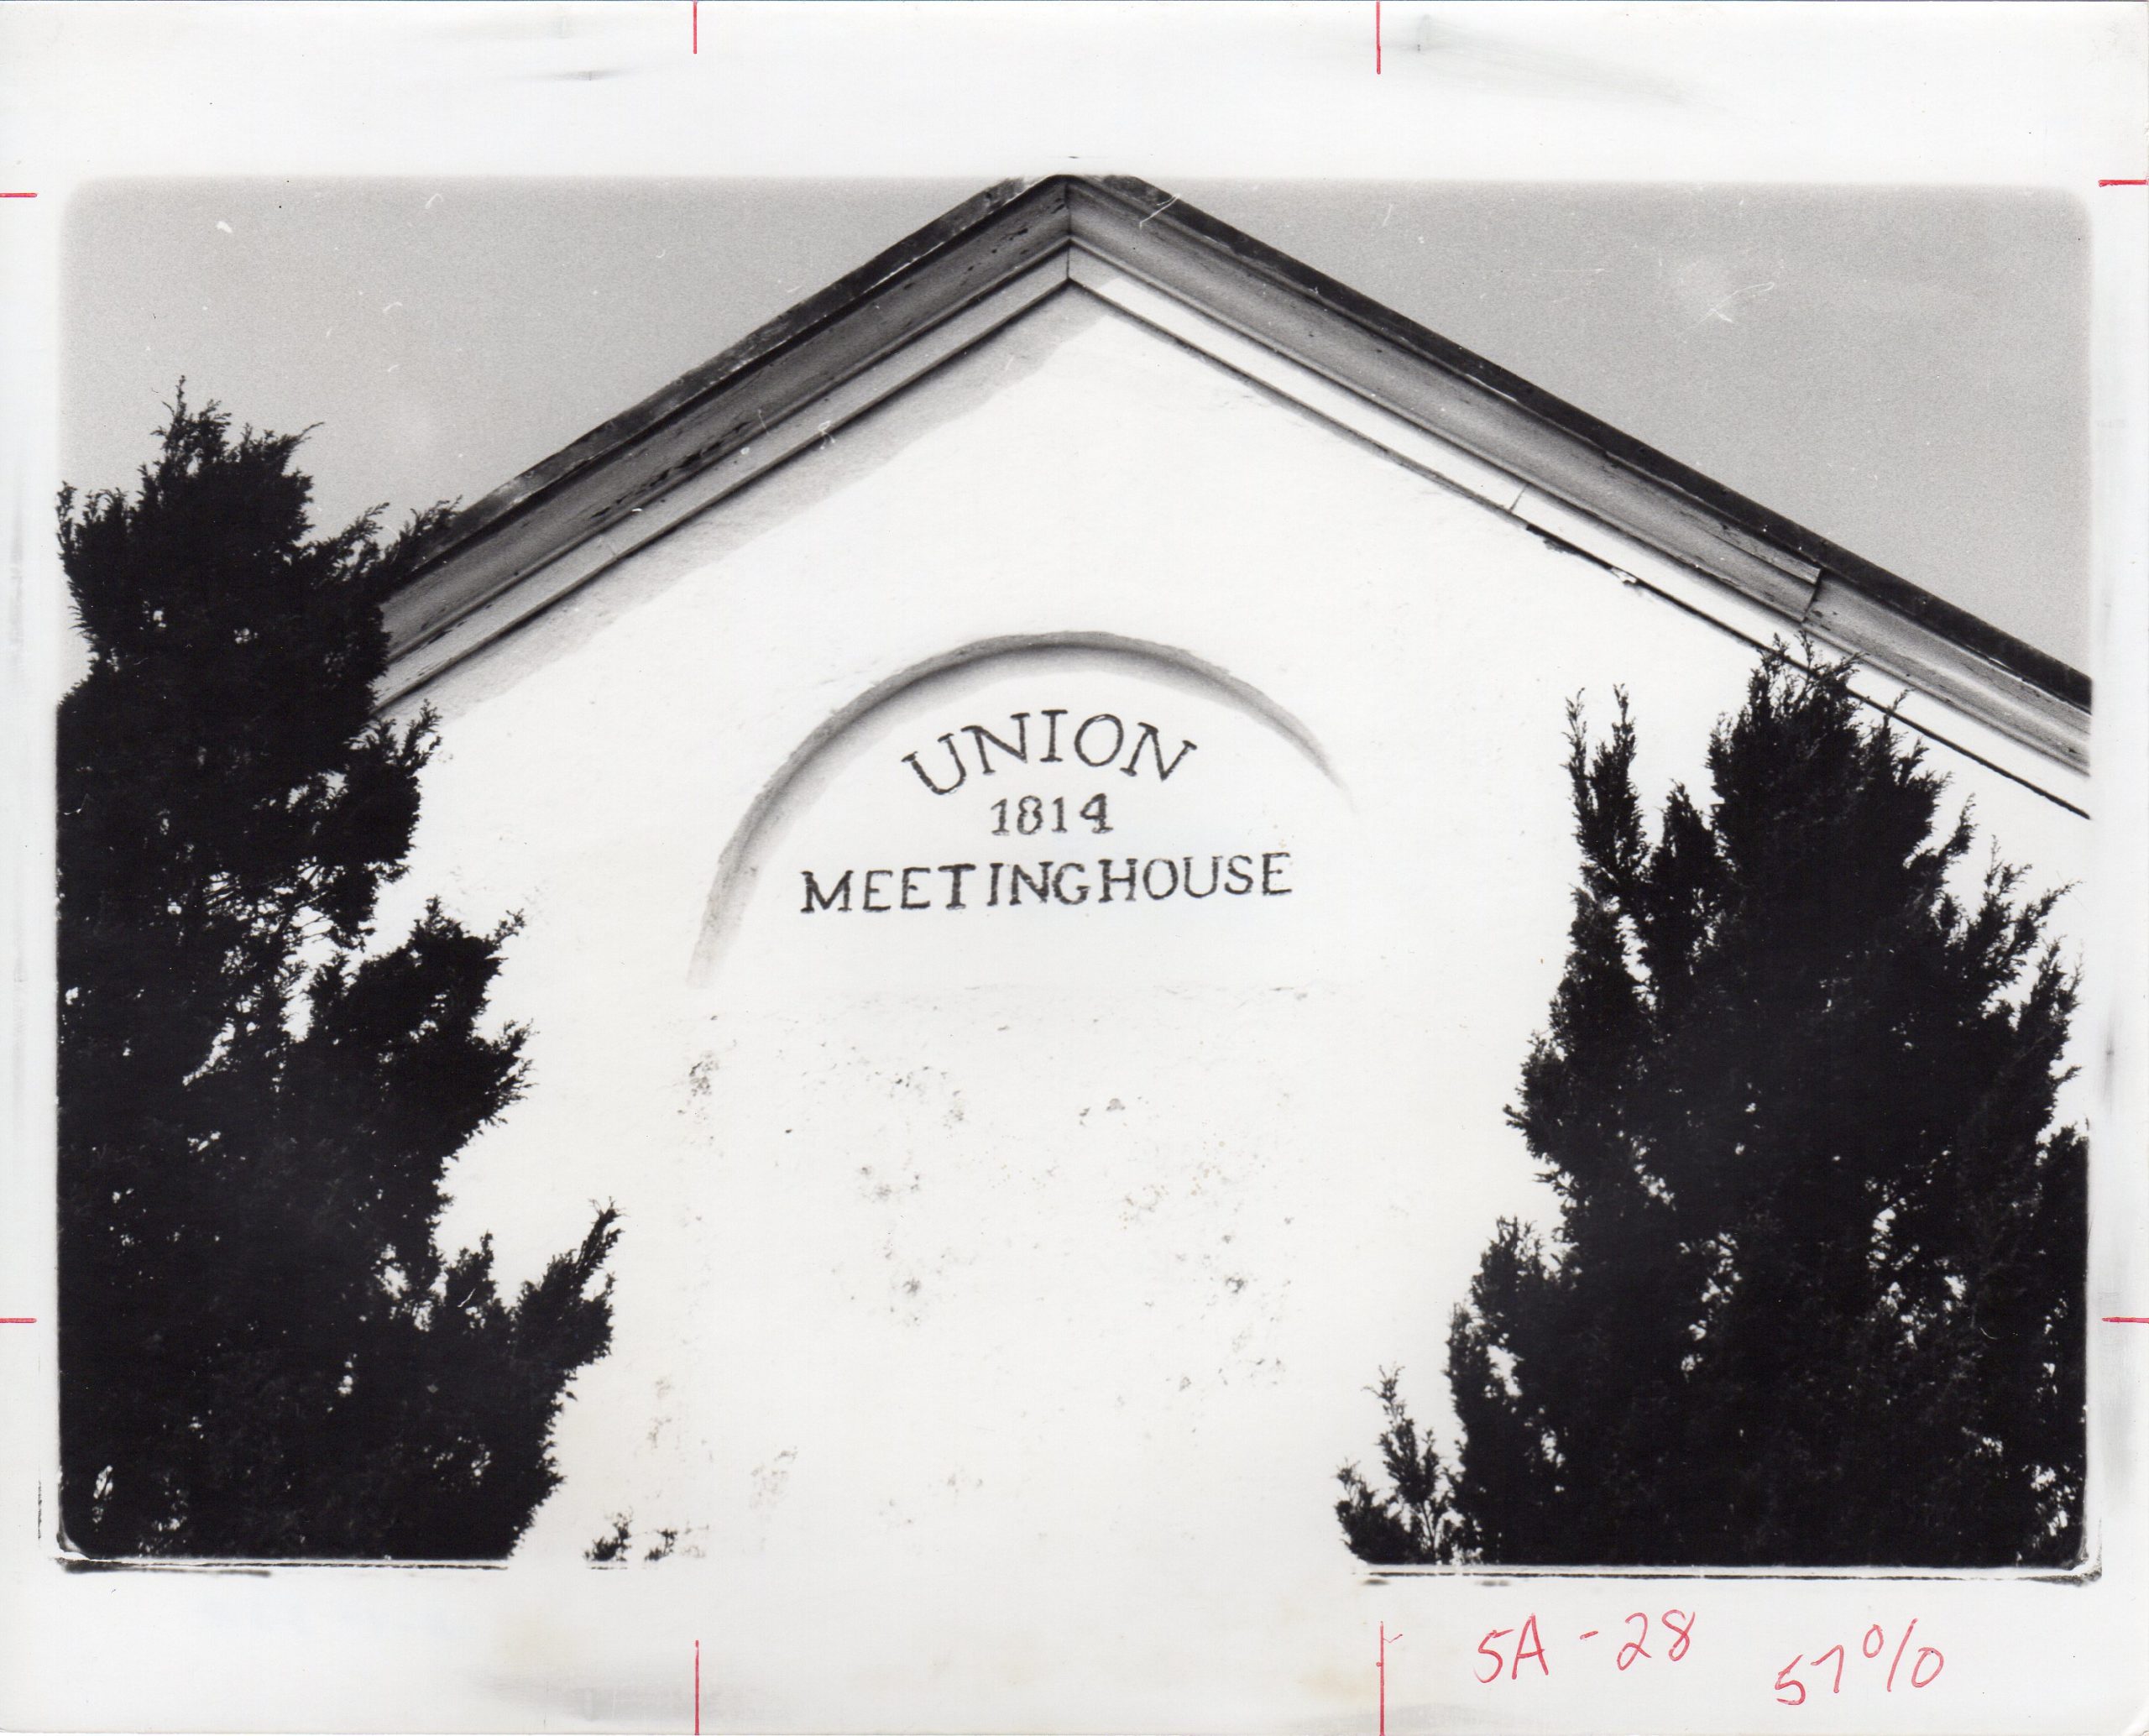 UNION
1814
MEETINGHOUSE
5A - 28
57%